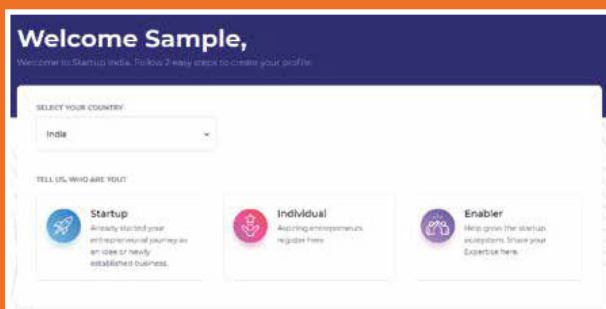 Welcome Sample,
Welcome to Startup India. Follow 2 easy steps to create your profile.
SELECT YOUR COUNTRY
India
TELL US, WHO ARE YOU?
Startup
Already started your
entrepreneurial journey as
an idea or newly
established business.
Individual
Aspiring entrepreneurs
register here
Enabler
Help grow the startup
ecosystem. Share your
Expertise here.